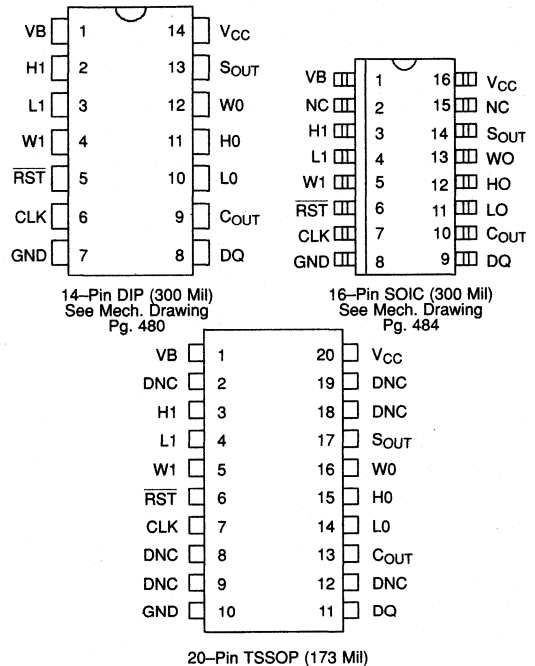 VB 1 14 VCC
H1 2 13 SOUT
L1 3 12 W0
W1 4 11 H0
RST 5 10 L0
CLK 6 9 COUT
GND 7 8 DQ
14–Pin DIP (300 Mil)
See Mech. Drawing
Pg. 480
VB 1 16 VCC
NC 2 15 NC
H1 3 14 SOUT
L1 4 13 WO
W1 5 12 HO
RST 6 11 LO
CLK 7 10 COUT
GND 8 9 DQ
16–Pin SOIC (300 Mil)
See Mech. Drawing
Pg. 484
VB 1 20 VCC
DNC 2 19 DNC
H1 3 18 DNC
L1 4 17 SOUT
W1 5 16 W0
RST 6 15 H0
CLK 7 14 L0
DNC 8 13 COUT
DNC 9 12 DNC
GND 10 11 DQ
20–Pin TSSOP (173 Mil)